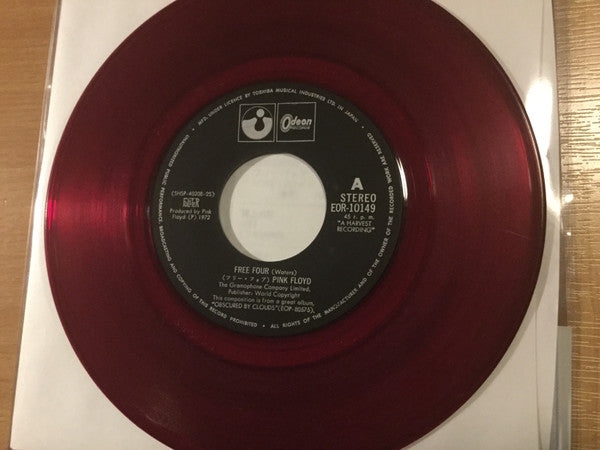 MFD. UNDER LICENCE BY TOSHIBA MUSICAL INDUSTRIES LTD. IN JAPAN
Odeon
RECORDS
(SHSP-40208-2S)
Produced by Pink
Floyd (P) 1972
A
STEREO
EOR-10149
45 r. p. m.
"A HARVEST
RECORDING"
FREE FOUR (Waters)
(フリー・フォア) PINK FLOYD
The Gramophone Company Limited,
Publisher: World Copyright
This composition is from a great album,
"OBSCURED BY CLOUDS"(EOP-80575),
UNAUTHORIZED PUBLIC PERFORMANCE, BROADCASTING AND COPYING OF THIS RECORD PROHIBITED • ALL RIGHTS OF THE MANUFACTURER AND OF THE OWNER OF THE RECORDED WORK ARE RESERVED